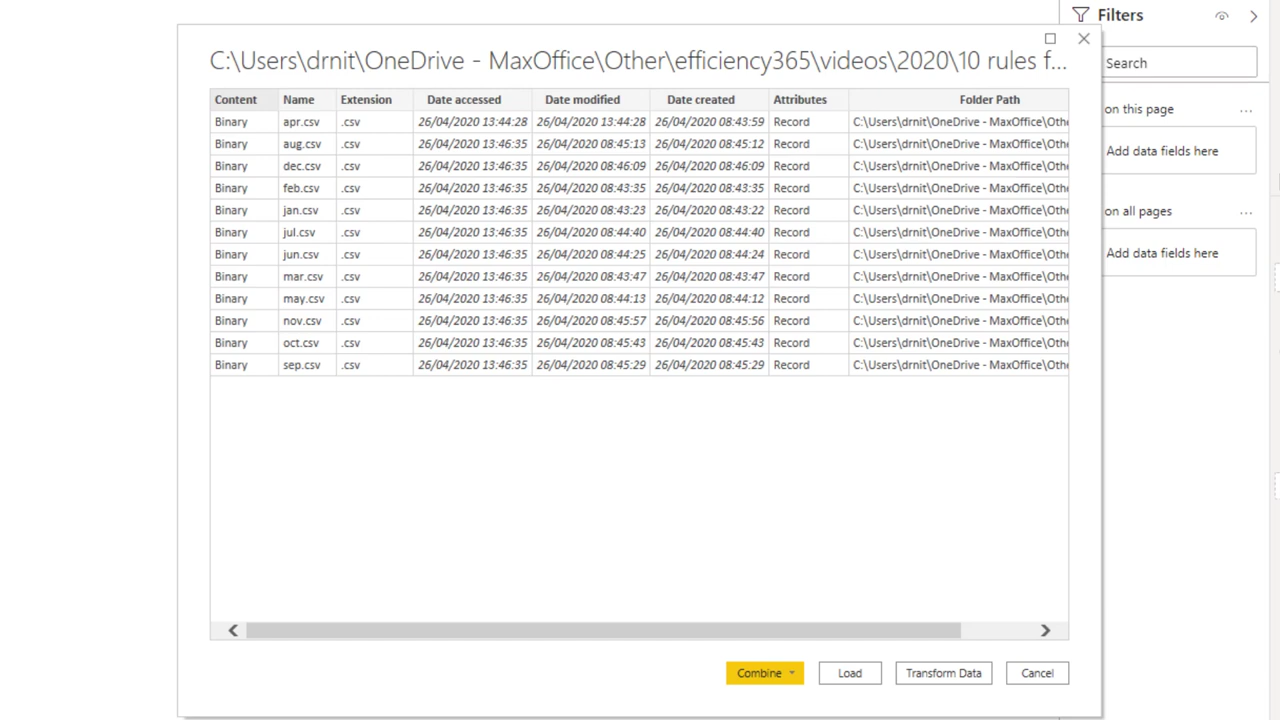 Filters
C:\Users\drnit\OneDrive - MaxOffice\Other\efficiency365\videos\2020\10 rules f...
Search
Content Name Extension Date accessed Date modified Date created Attributes Folder Path
on this page ...
Binary apr.csv .csv 26/04/2020 13:44:28 26/04/2020 13:44:28 26/04/2020 08:43:59 Record C:\Users\drnit\OneDrive - MaxOffice\Othe
Binary aug.csv .csv 26/04/2020 13:46:35 26/04/2020 08:45:13 26/04/2020 08:45:12 Record C:\Users\drnit\OneDrive - MaxOffice\Othe
Add data fields here
Binary dec.csv .csv 26/04/2020 13:46:35 26/04/2020 08:46:09 26/04/2020 08:46:09 Record C:\Users\drnit\OneDrive - MaxOffice\Othe
Binary feb.csv .csv 26/04/2020 13:46:35 26/04/2020 08:43:35 26/04/2020 08:43:35 Record C:\Users\drnit\OneDrive - MaxOffice\Othe
Binary jan.csv .csv 26/04/2020 13:46:35 26/04/2020 08:43:23 26/04/2020 08:43:22 Record C:\Users\drnit\OneDrive - MaxOffice\Othe
on all pages ...
Binary jul.csv .csv 26/04/2020 13:46:35 26/04/2020 08:44:40 26/04/2020 08:44:40 Record C:\Users\drnit\OneDrive - MaxOffice\Othe
Binary jun.csv .csv 26/04/2020 13:46:35 26/04/2020 08:44:25 26/04/2020 08:44:24 Record C:\Users\drnit\OneDrive - MaxOffice\Othe
Add data fields here
Binary mar.csv .csv 26/04/2020 13:46:35 26/04/2020 08:43:47 26/04/2020 08:43:47 Record C:\Users\drnit\OneDrive - MaxOffice\Othe
Binary may.csv .csv 26/04/2020 13:46:35 26/04/2020 08:44:13 26/04/2020 08:44:12 Record C:\Users\drnit\OneDrive - MaxOffice\Othe
Binary nov.csv .csv 26/04/2020 13:46:35 26/04/2020 08:45:57 26/04/2020 08:45:56 Record C:\Users\drnit\OneDrive - MaxOffice\Othe
Binary oct.csv .csv 26/04/2020 13:46:35 26/04/2020 08:45:43 26/04/2020 08:45:43 Record C:\Users\drnit\OneDrive - MaxOffice\Othe
Binary sep.csv .csv 26/04/2020 13:46:35 26/04/2020 08:45:29 26/04/2020 08:45:29 Record C:\Users\drnit\OneDrive - MaxOffice\Othe
Combine Load Transform Data Cancel